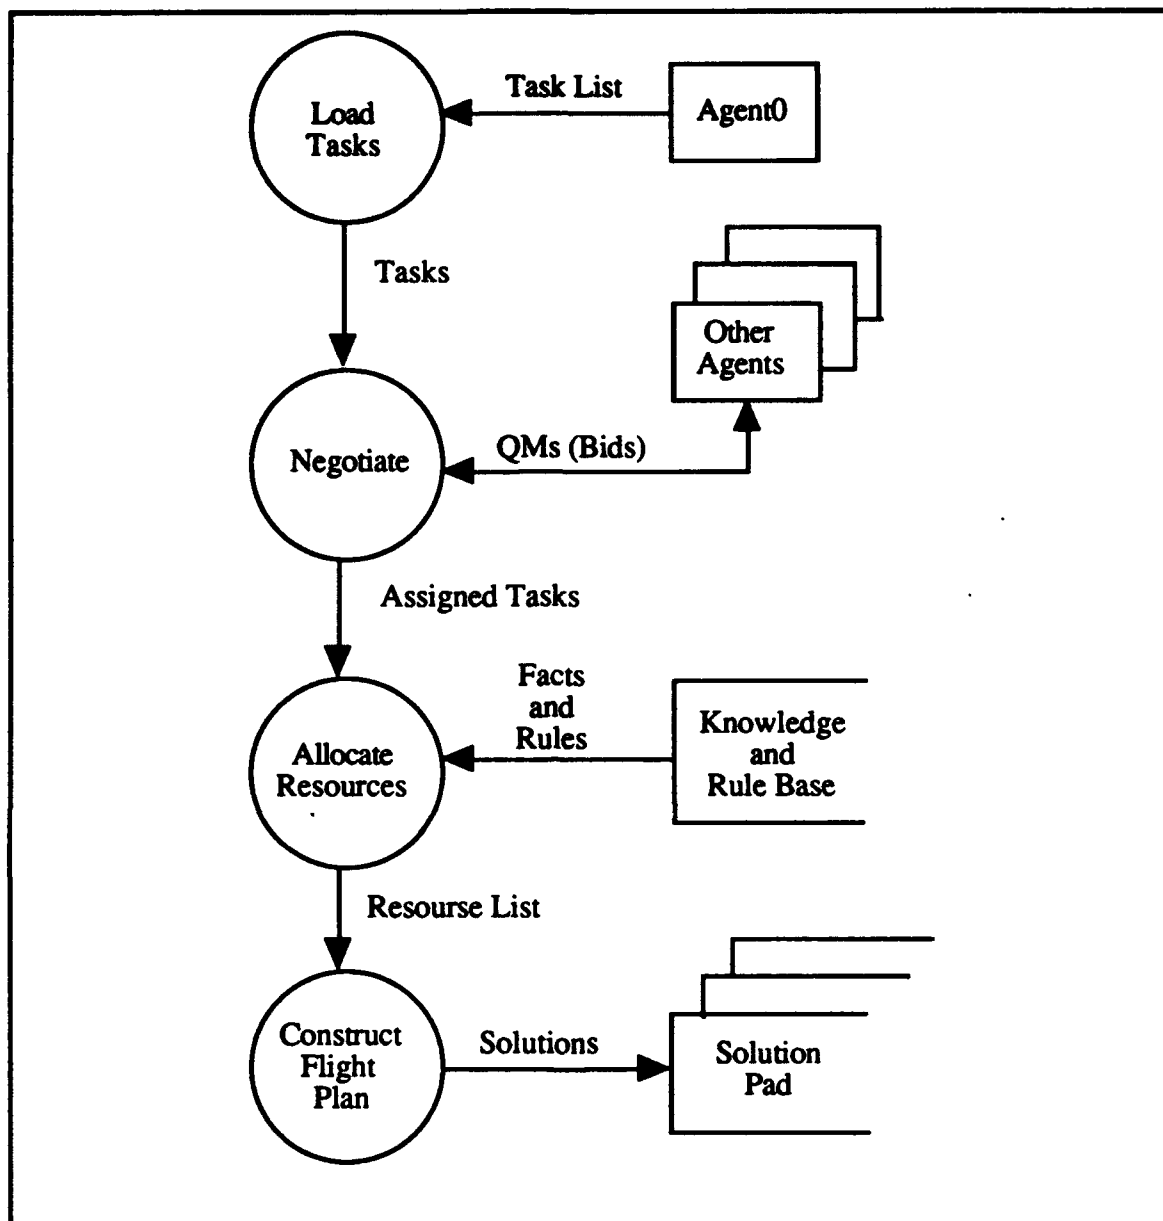 Load
Tasks
Task List
Agent0
Tasks
Other
Agents
Negotiate
QMs (Bids)
Assigned Tasks
Facts
and
Rules
Allocate
Resources
Knowledge
and
Rule Base
Resourse List
Construct
Flight
Plan
Solutions
Solution
Pad